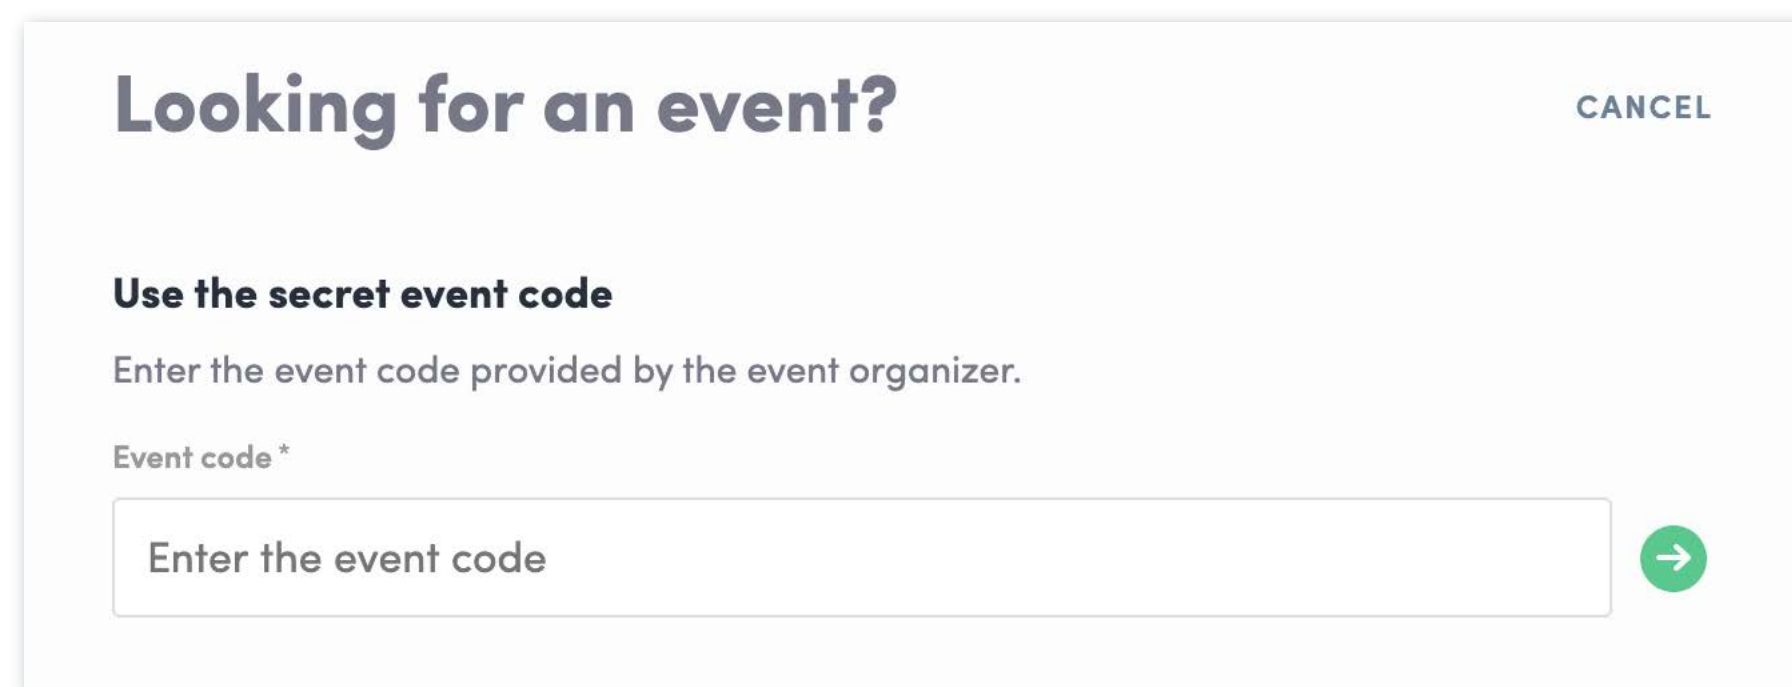 Looking for an event?
CANCEL
Use the secret event code
Enter the event code provided by the event organizer.
Event code *
Enter the event code